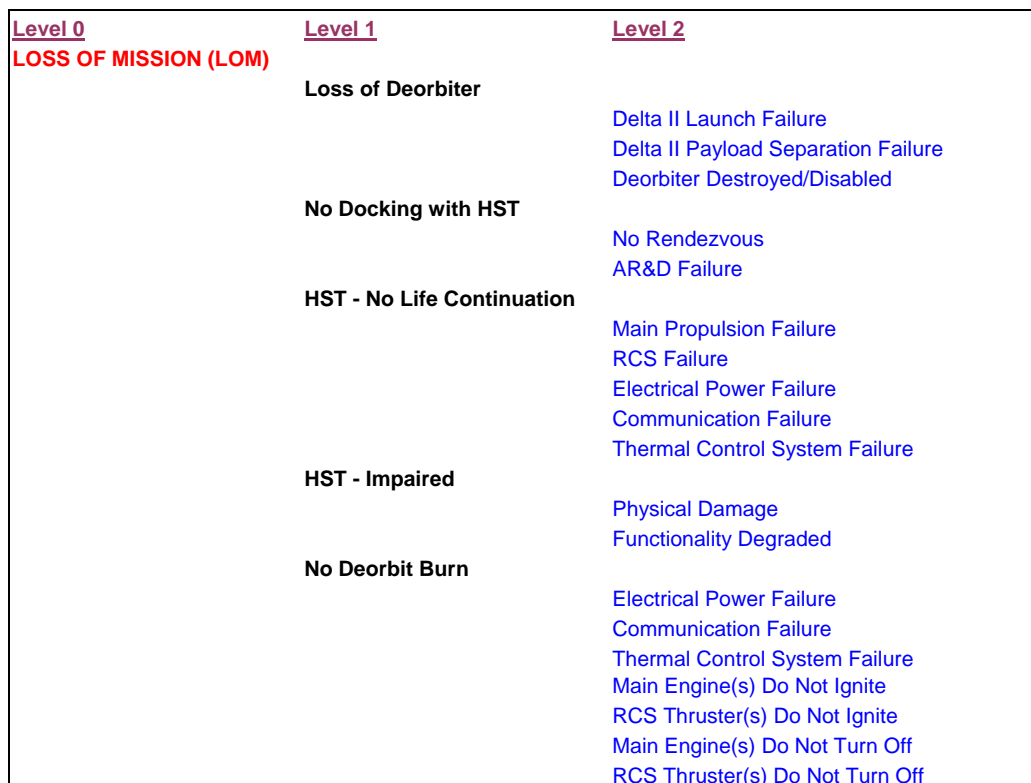 Level 0 Level 1 Level 2
LOSS OF MISSION (LOM)
Loss of Deorbiter
Delta II Launch Failure
Delta II Payload Separation Failure
Deorbiter Destroyed/Disabled
No Docking with HST
No Rendezvous
AR&D Failure
HST - No Life Continuation
Main Propulsion Failure
RCS Failure
Electrical Power Failure
Communication Failure
Thermal Control System Failure
HST - Impaired
Physical Damage
Functionality Degraded
No Deorbit Burn
Electrical Power Failure
Communication Failure
Thermal Control System Failure
Main Engine(s) Do Not Ignite
RCS Thruster(s) Do Not Ignite
Main Engine(s) Do Not Turn Off
RCS Thruster(s) Do Not Turn Off